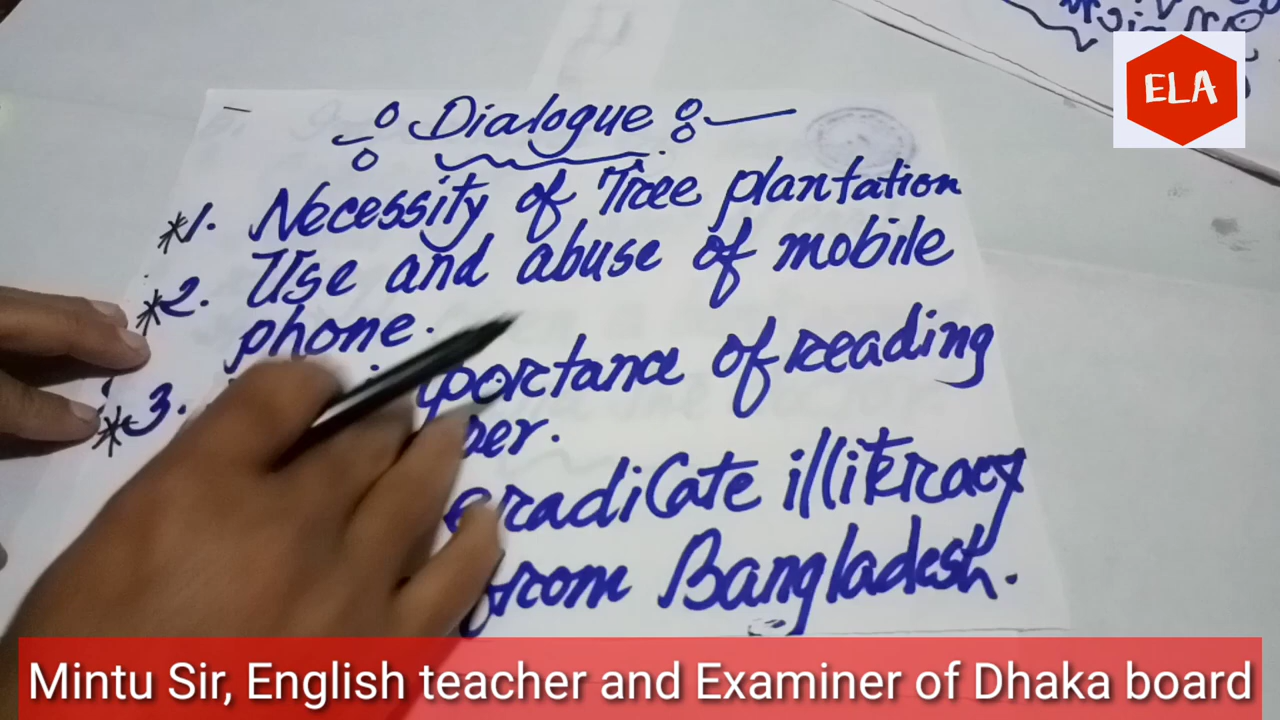 ELA
Dialogue
*1. Necessity of Tree plantation
*2. Use and abuse of mobile
phone.
*3. portance of reading
per.
eradicate illiteracy
from Bangladesh.
Mintu Sir, English teacher and Examiner of Dhaka board